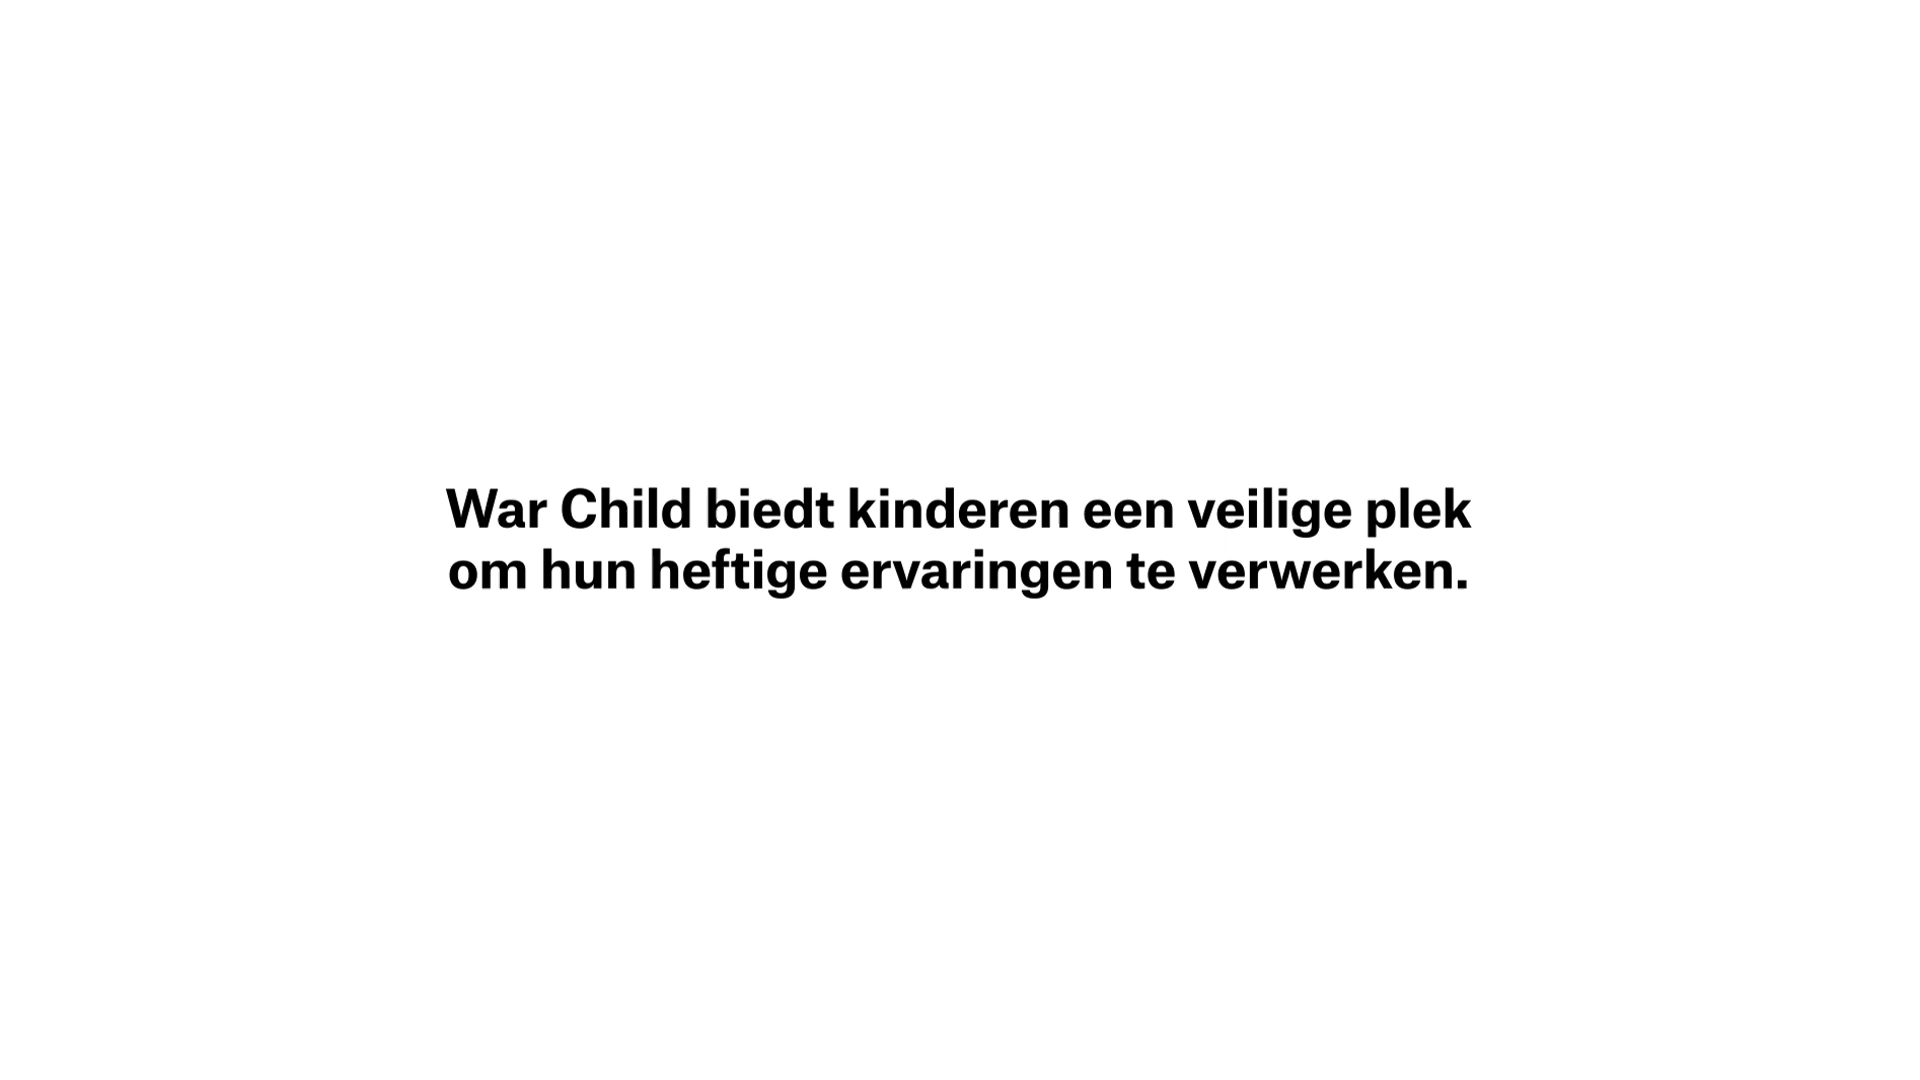 War Child biedt kinderen een veilige plek
om hun heftige ervaringen te verwerken.